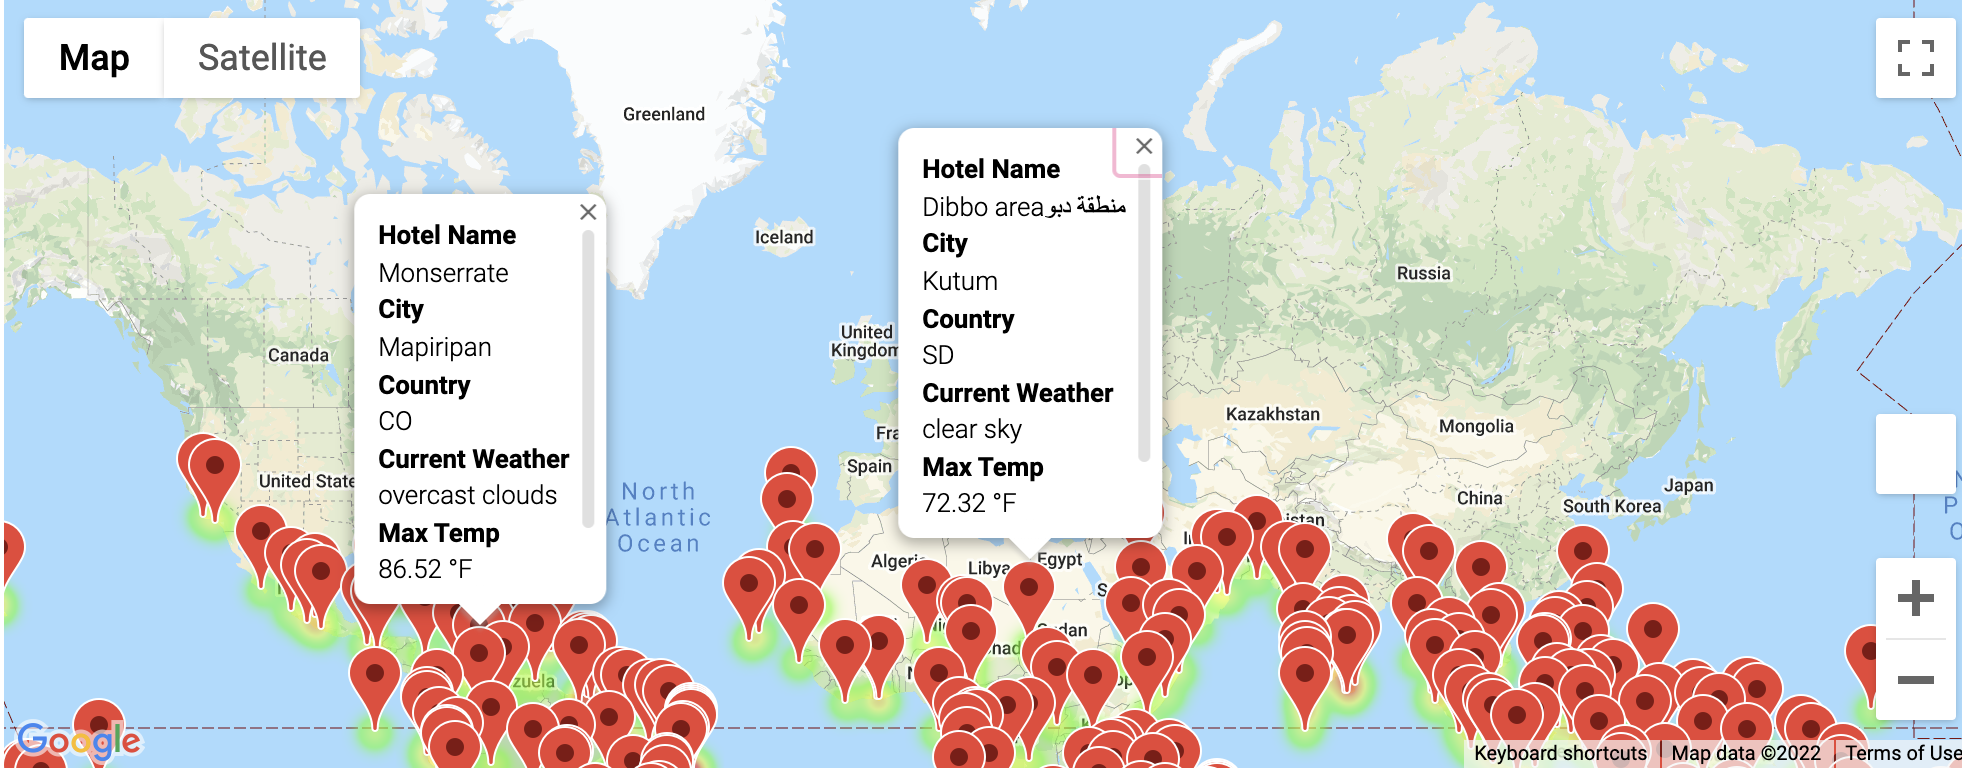 Map
Satellite
Greenland
Iceland
Hotel Name
Monserrate
City
Mapiripan
Country
CO
Current Weather
overcast clouds
Max Temp
86.52 °F
Hotel Name
Dibbo areaمنطقة دبو
City
Kutum
Country
SD
Current Weather
clear sky
Max Temp
72.32 °F
Canada
United State
North
Atlantic
Ocean
United
Kingdom
Fra
Spain
Russia
Kazakhstan
Mongolia
China
South Korea
Japan
Algeri
Libya
Egypt
Google
Keyboard shortcuts
Map data ©2022
Terms of Use